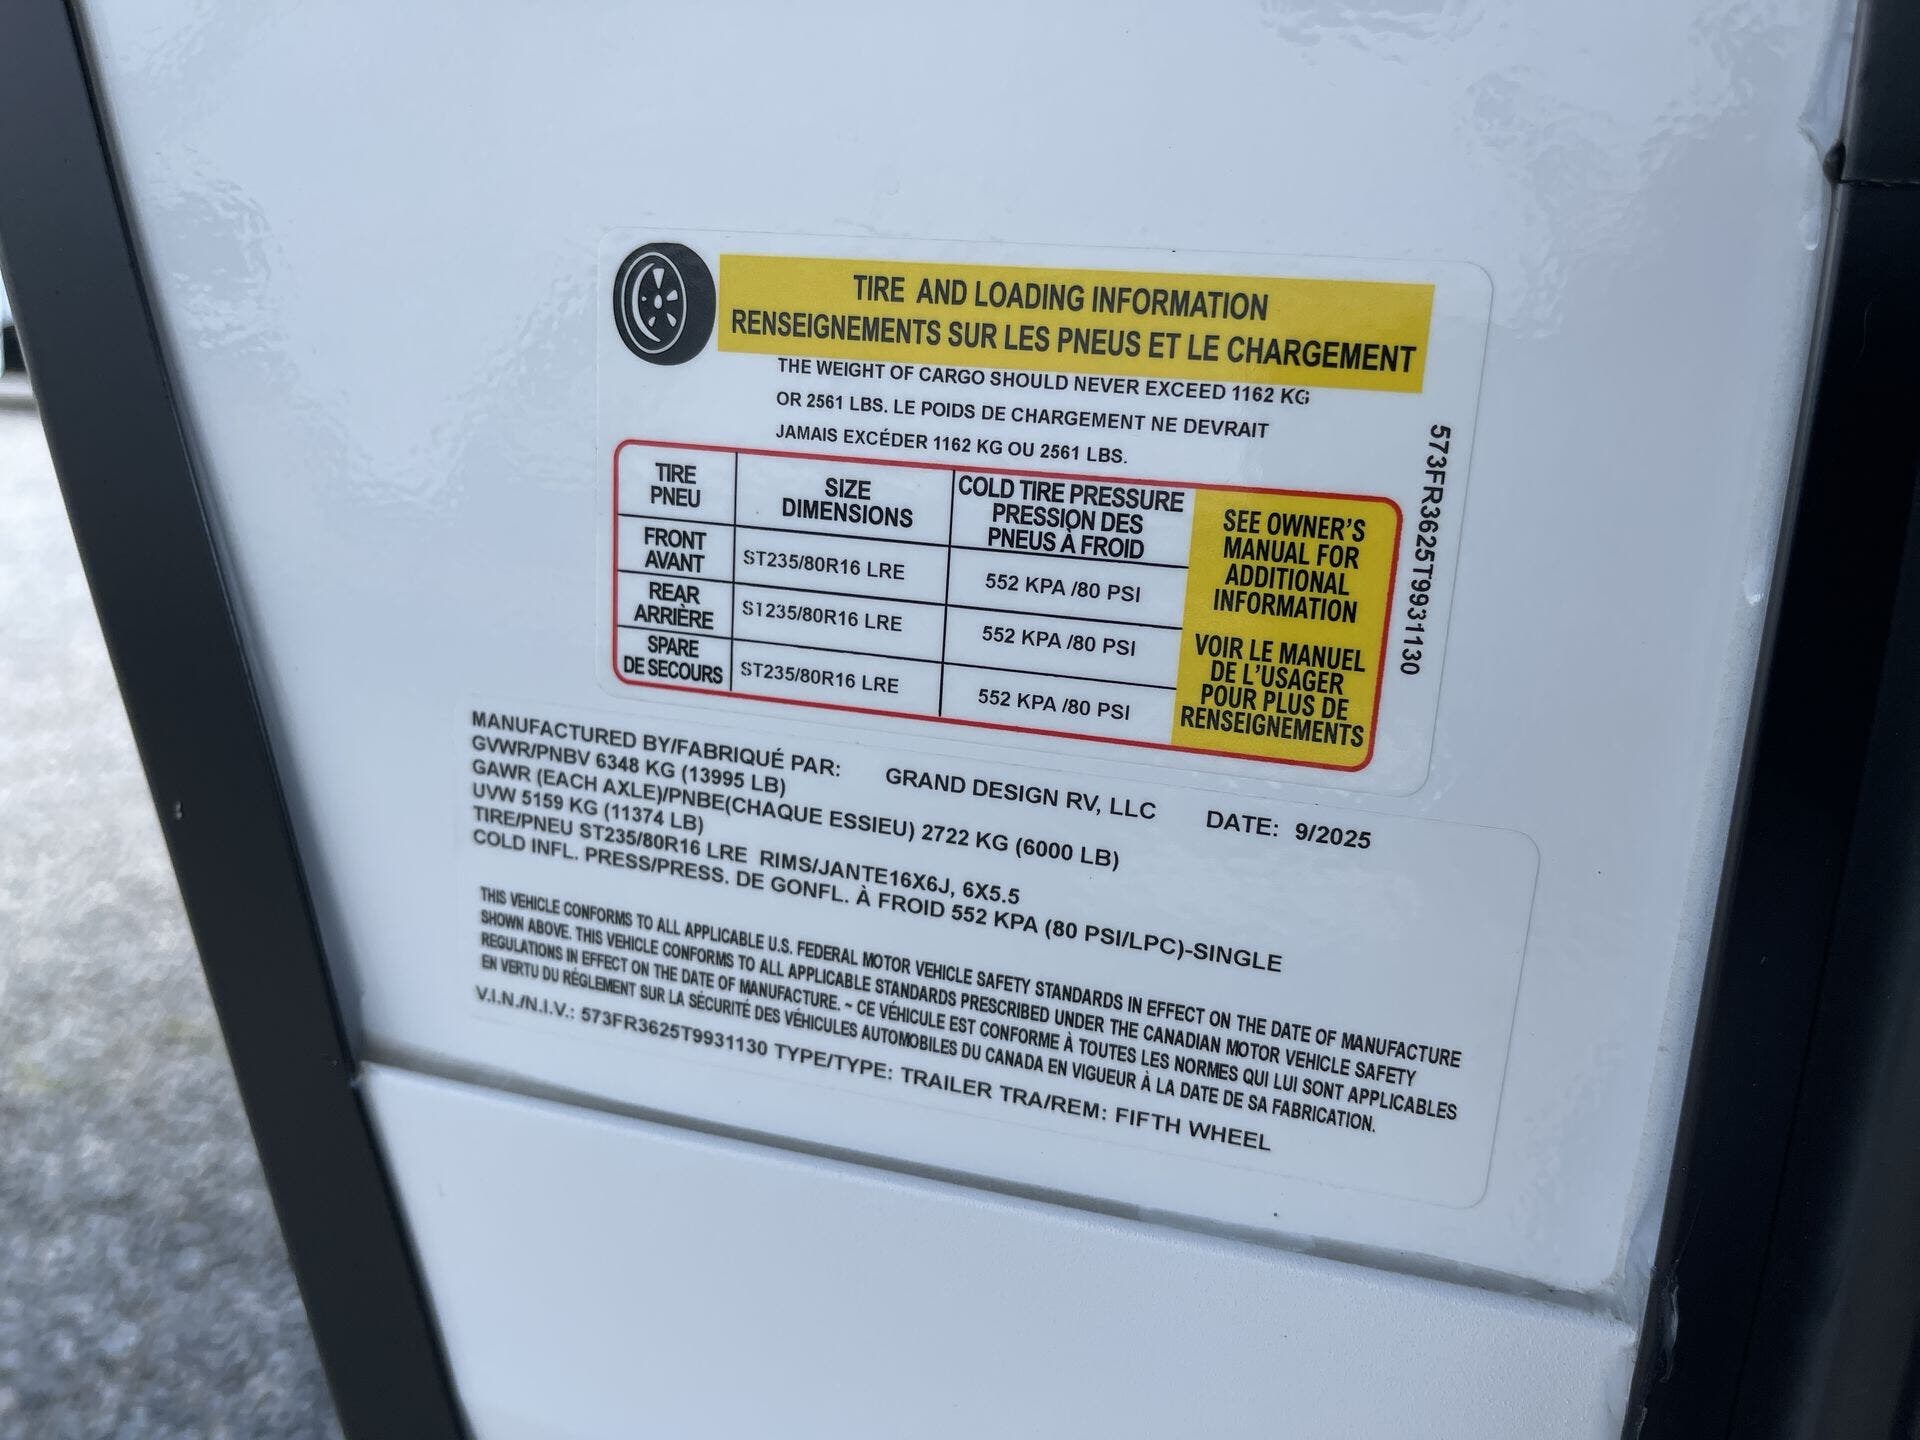 TIRE AND LOADING INFORMATION
RENSEIGNEMENTS SUR LES PNEUS ET LE CHARGEMENT
THE WEIGHT OF CARGO SHOULD NEVER EXCEED 1162 KG
OR 2561 LBS. LE POIDS DE CHARGEMENT NE DEVRAIT
JAMAIS EXCÉDER 1162 KG OU 2561 LBS.
TIRE
PNEU
SIZE
DIMENSIONS
COLD TIRE PRESSURE
PRESSION DES
PNEUS À FROID
FRONT
AVANT
ST235/80R16 LRE
552 KPA /80 PSI
REAR
ARRIÈRE
ST235/80R16 LRE
552 KPA /80 PSI
SPARE
DE SECOURS
ST235/80R16 LRE
552 KPA /80 PSI
SEE OWNER'S
MANUAL FOR
ADDITIONAL
INFORMATION
VOIR LE MANUEL
DE L'USAGER
POUR PLUS DE
RENSEIGNEMENTS
573FR3625T9931130
MANUFACTURED BY/FABRIQUÉ PAR: GRAND DESIGN RV, LLC DATE: 9/2025
GVWR/PNBV 6348 KG (13995 LB)
GAWR (EACH AXLE)/PNBE(CHAQUE ESSIEU) 2722 KG (6000 LB)
UVW 5159 KG (11374 LB)
TIRE/PNEU ST235/80R16 LRE RIMS/JANTE16X6J, 6X5.5
COLD INFL. PRESS/PRESS. DE GONFL. À FROID 552 KPA (80 PSI/LPC)-SINGLE
THIS VEHICLE CONFORMS TO ALL APPLICABLE U.S. FEDERAL MOTOR VEHICLE SAFETY STANDARDS IN EFFECT ON THE DATE OF MANUFACTURE
SHOWN ABOVE. THIS VEHICLE CONFORMS TO ALL APPLICABLE STANDARDS PRESCRIBED UNDER THE CANADIAN MOTOR VEHICLE SAFETY
REGULATIONS IN EFFECT ON THE DATE OF MANUFACTURE. ~ CE VÉHICULE EST CONFORME À TOUTES LES NORMES QUI LUI SONT APPLICABLES
EN VERTU DU RÉGLEMENT SUR LA SÉCURITÉ DES VÉHICULES AUTOMOBILES DU CANADA EN VIGUEUR À LA DATE DE SA FABRICATION.
V.I.N./N.I.V.: 573FR3625T9931130 TYPE/TYPE: TRAILER TRA/REM: FIFTH WHEEL